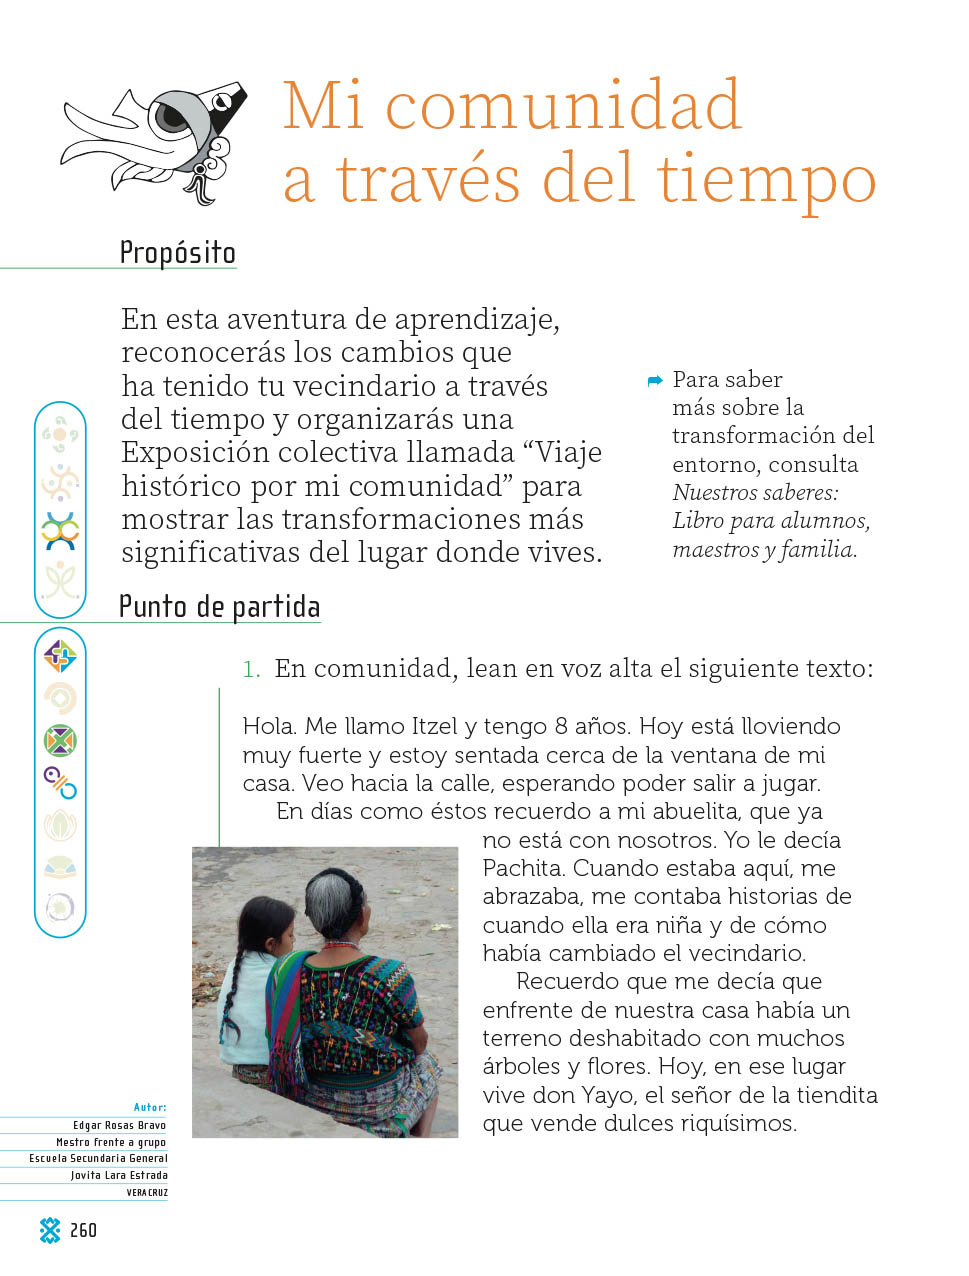 Mi comunidad
a través del tiempo
Propósito
En esta aventura de aprendizaje,
reconocerás los cambios que
ha tenido tu vecindario a través
del tiempo y organizarás una
Exposición colectiva llamada “Viaje
histórico por mi comunidad” para
mostrar las transformaciones más
significativas del lugar donde vives.
Para saber
más sobre la
transformación del
entorno, consulta
Nuestros saberes:
Libro para alumnos,
maestros y familia.
Punto de partida
1. En comunidad, lean en voz alta el siguiente texto:
Hola. Me llamo Itzel y tengo 8 años. Hoy está lloviendo
muy fuerte y estoy sentada cerca de la ventana de mi
casa. Veo hacia la calle, esperando poder salir a jugar.
En días como éstos recuerdo a mi abuelita, que ya
no está con nosotros. Yo le decía
Pachita. Cuando estaba aquí, me
abrazaba, me contaba historias de
cuando ella era niña y de cómo
había cambiado el vecindario.
Recuerdo que me decía que
enfrente de nuestra casa había un
terreno deshabitado con muchos
árboles y flores. Hoy, en ese lugar
vive don Yayo, el señor de la tiendita
que vende dulces riquísimos.
Autor:
Edgar Rosas Bravo
Mestro frente a grupo
Escuela Secundaria General
Jovita Lara Estrada
VERACRUZ
260